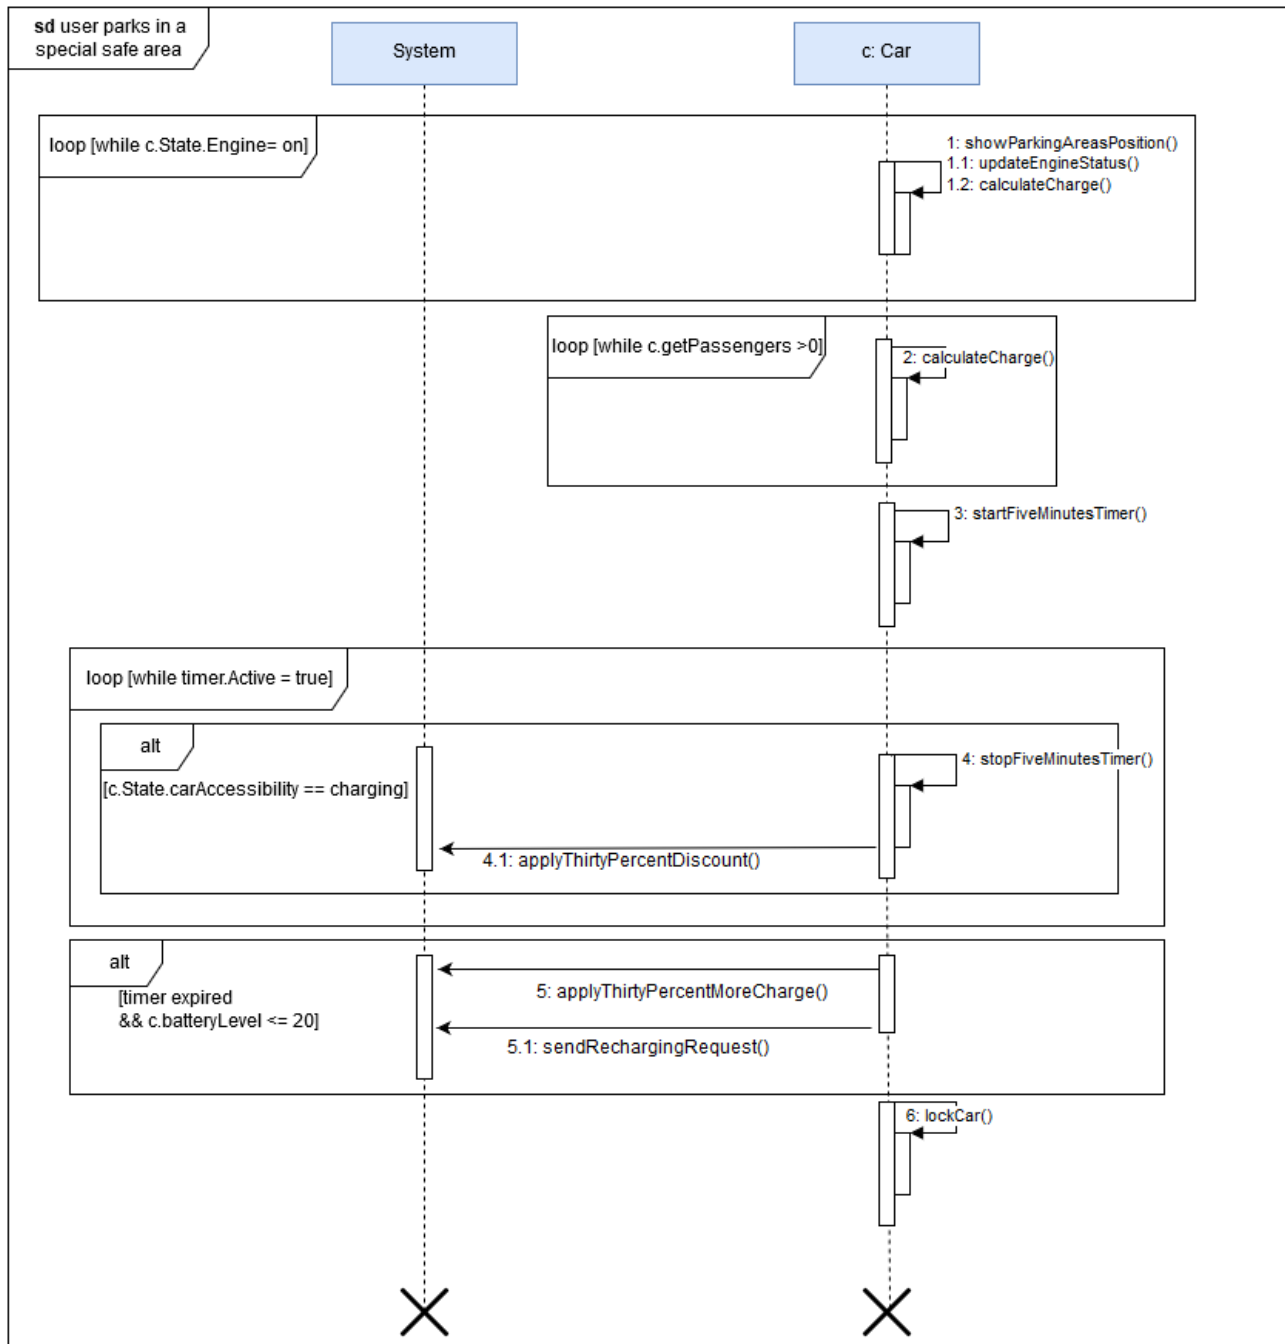 sd user parks in a
special safe area
System
c: Car
loop [while c.State.Engine= on]
1: showParkingAreasPosition()
1.1: updateEngineStatus()
1.2: calculateCharge()
loop [while c.getPassengers >0]
2: calculateCharge()
3: startFiveMinutesTimer()
loop [while timer.Active = true]
alt
[c.State.carAccessibility == charging]
4: stopFiveMinutesTimer()
4.1: applyThirtyPercentDiscount()
alt
[timer expired
&& c.batteryLevel <= 20]
5: applyThirtyPercentMoreCharge()
5.1: sendRechargingRequest()
6: lockCar()